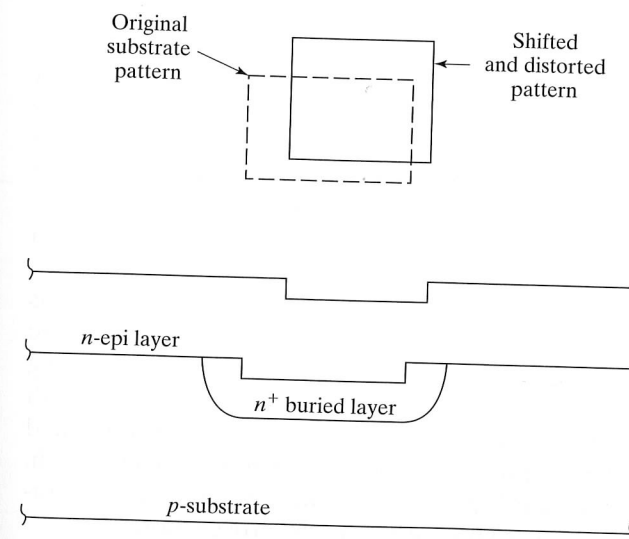 Original
substrate
pattern
Shifted
and distorted
pattern
n-epi layer
n+ buried layer
p-substrate